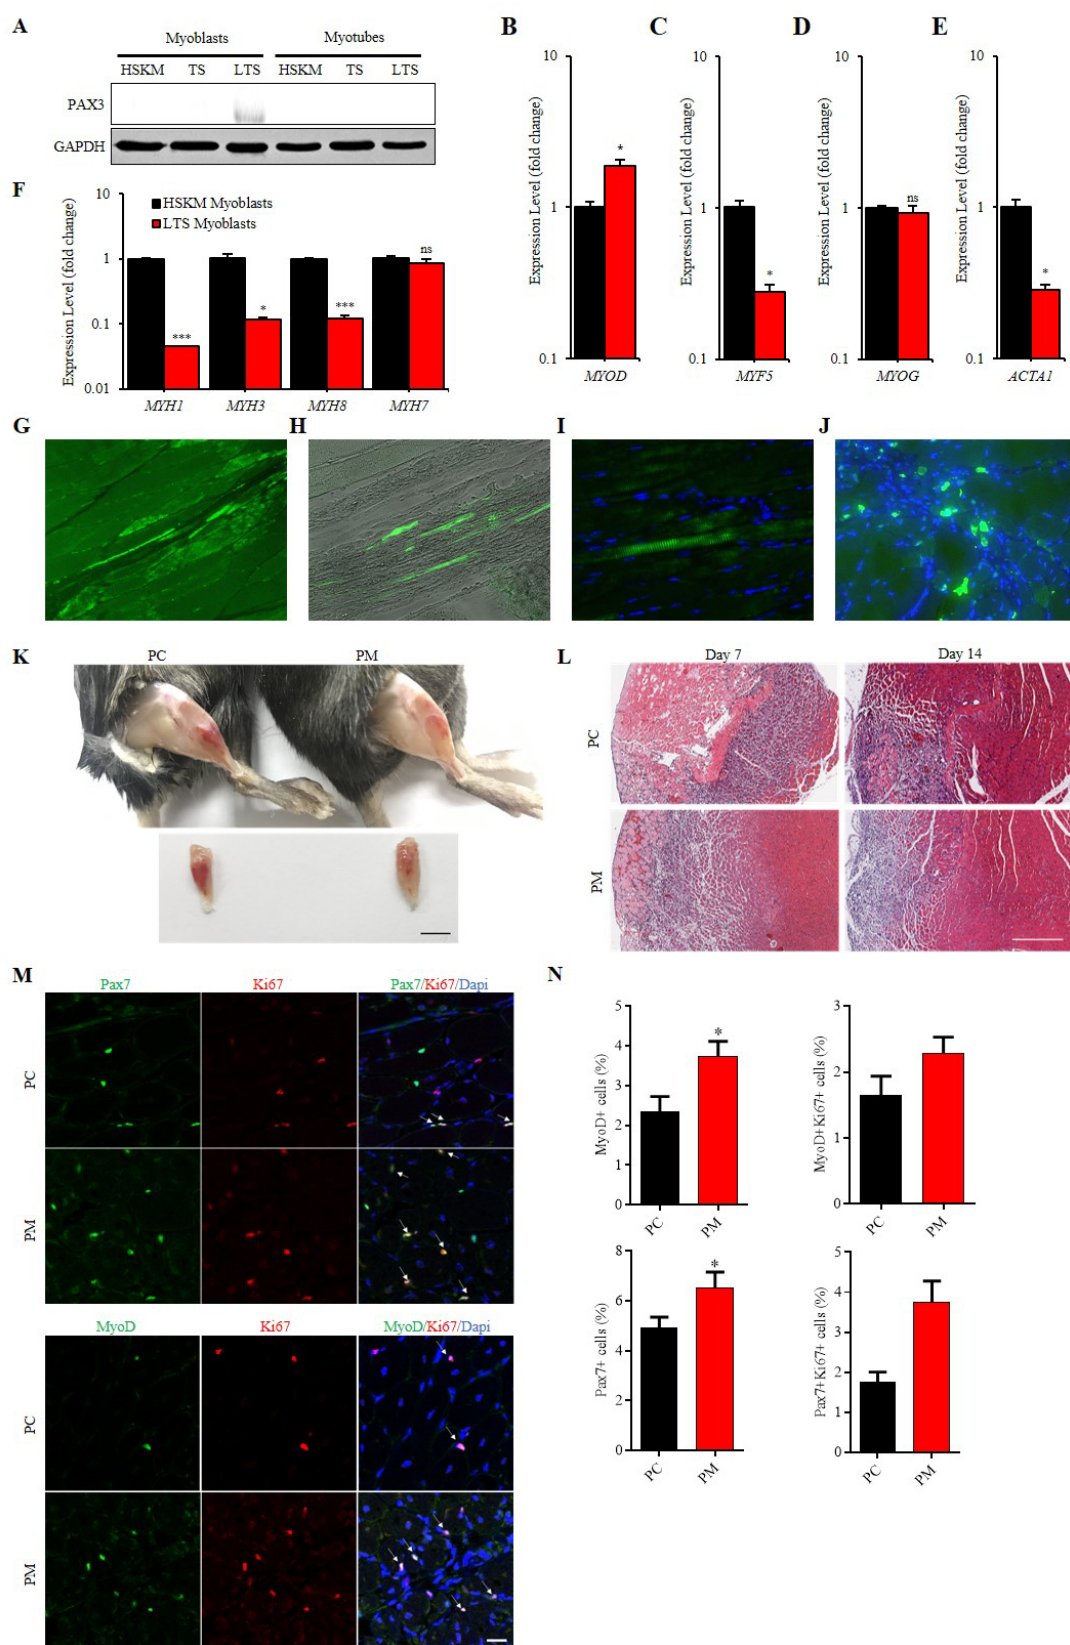 A
Myoblasts Myotubes
HSKM TS LTS HSKM TS LTS
PAX3
GAPDH
B
Expression Level (fold change)
10
1
0.1
*
MYOD
C
Expression Level (fold change)
10
1
0.1
*
MYF5
D
Expression Level (fold change)
10
1
0.1
ns
MYOG
E
Expression Level (fold change)
10
1
0.1
*
ACTA1
F
Expression Level (fold change)
10
1
0.1
0.01
HSKM Myoblasts
LTS Myoblasts
*** * *** ns
MYH1 MYH3 MYH8 MYH7
G H I J
K
PC PM
L
Day 7 Day 14
PC
PM
M
Pax7 Ki67 Pax7/Ki67/Dapi
PC
PM
MyoD Ki67 MyoD/Ki67/Dapi
PC
PM
N
MyoD+ cells (%)
5
4
3
2
1
0
*
PC PM
MyoD+Ki67+ cells (%)
3
2
1
0
PC PM
Pax7+ cells (%)
8
6
4
2
0
*
PC PM
Pax7+Ki67+ cells (%)
5
4
3
2
1
0
PC PM